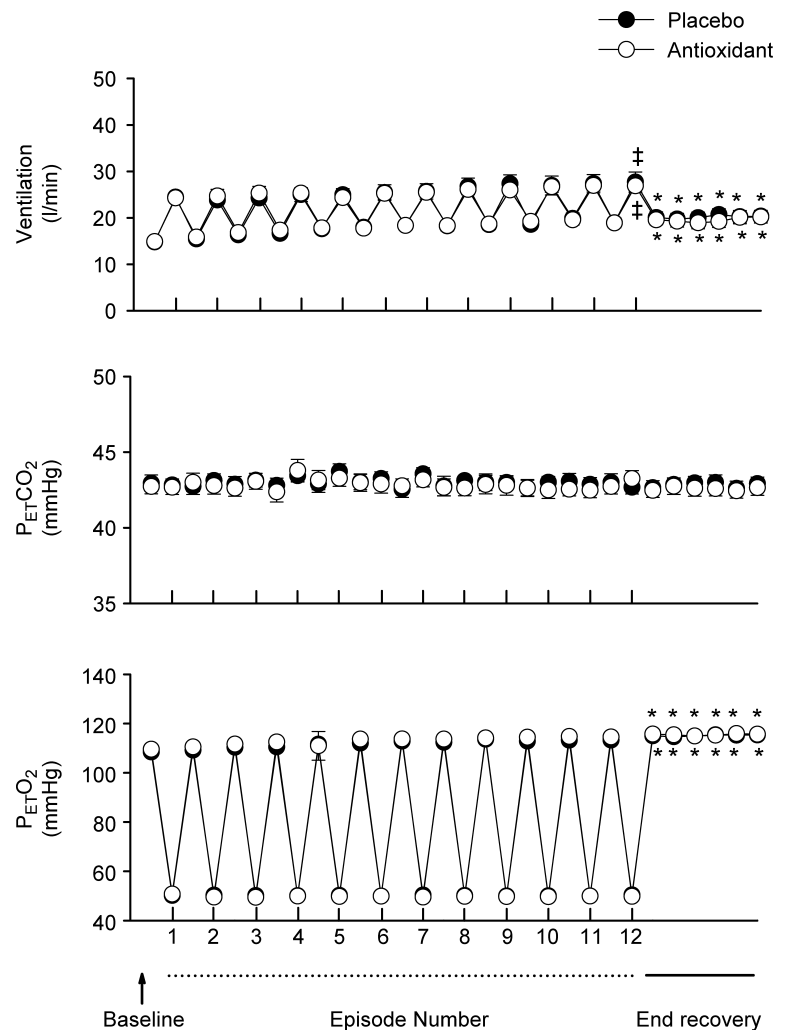 Placebo
Antioxidant
50
40
30
20
10
0
Ventilation
(l/min)
‡
* * * * * *
‡
* * * * * *
50
45
40
35
PETCO2
(mmHg)
140
120
100
80
60
40
PETO2
(mmHg)
* * * * * *
* * * * * *
1 2 3 4 5 6 7 8 9 10 11 12
Baseline Episode Number End recovery